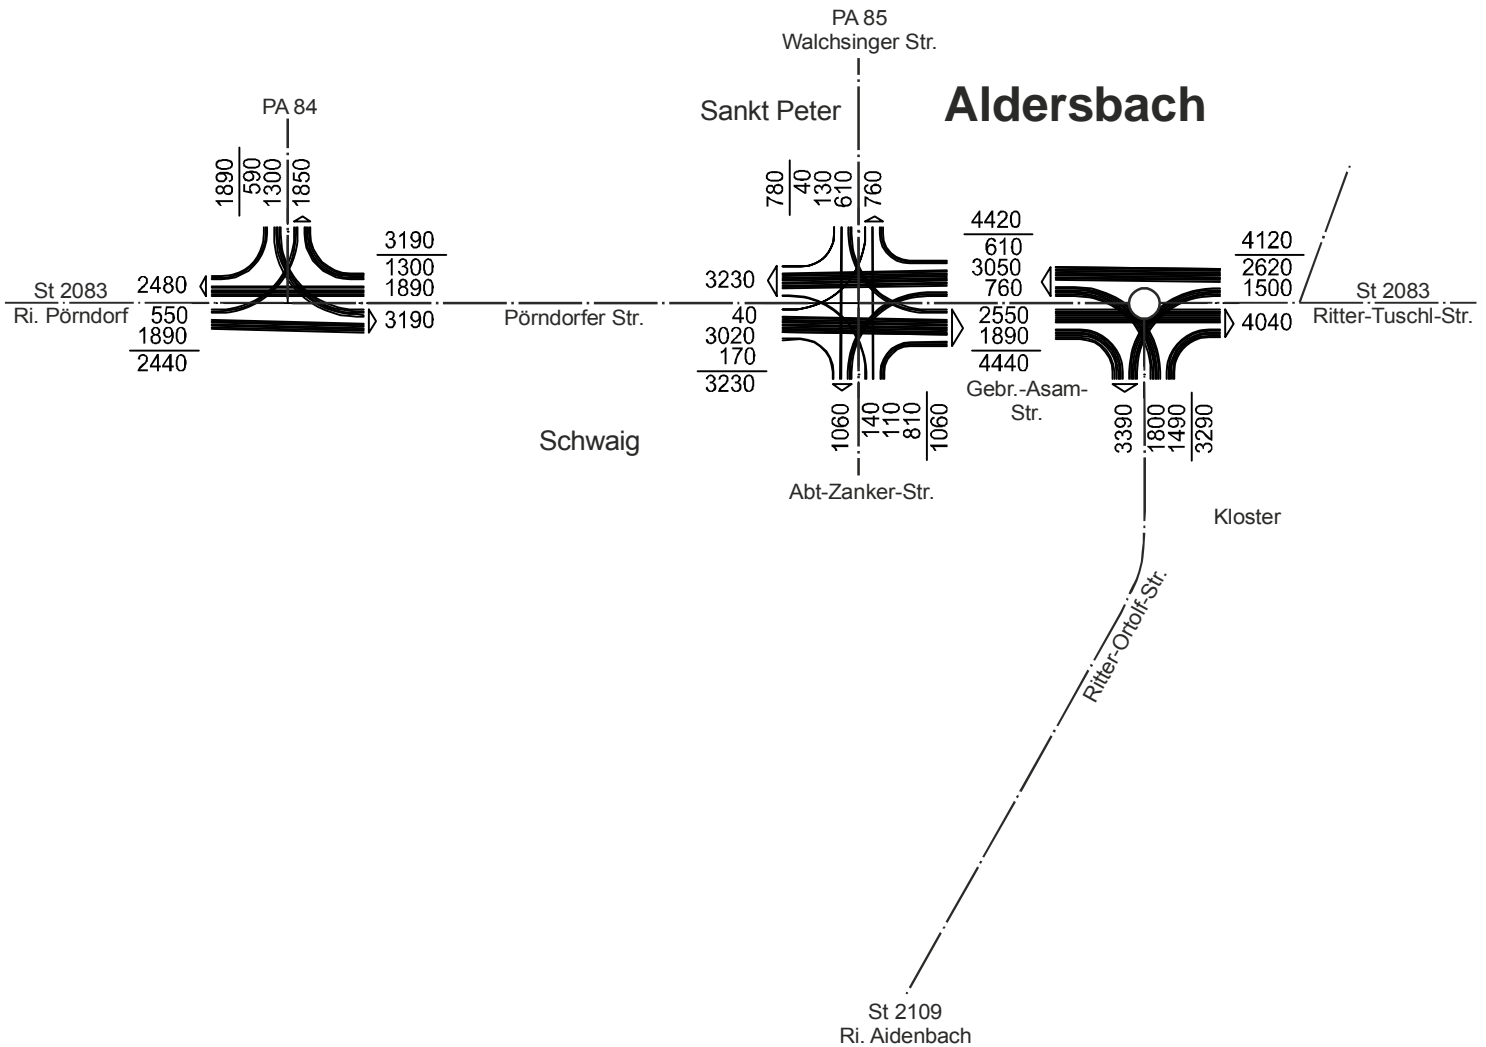 PA 85
Walchsinger Str.
Aldersbach
Sankt Peter
PA 84
1890
590
1300
1850
780
40
130
610
760
3190
1300
1890
3190
2480
St 2083
Ri. Pörndorf
550
1890
2440
Pörndorfer Str.
3230
40
3020
170
3230
4420
610
3050
760
2550
1890
4440
Gebr.-Asam-
Str.
4120
2620
1500
4040
St 2083
Ritter-Tuschl-Str.
1060
140
110
810
1060
3390
1800
1490
3290
Schwaig
Abt-Zanker-Str.
Kloster
Ritter-Ortolf-Str.
St 2109
Ri. Aidenbach